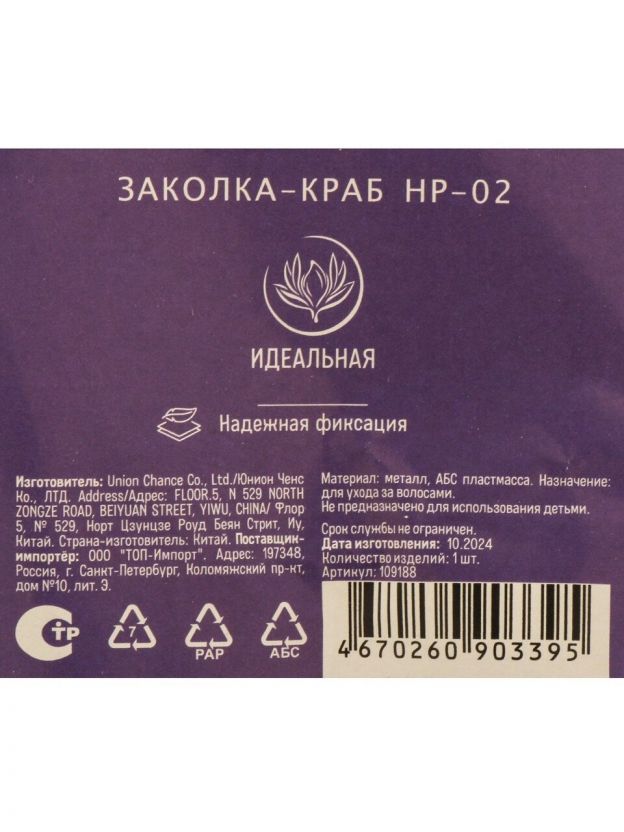 ЗАКОЛКА-КРАБ HP-02
ИДЕАЛЬНАЯ
Надежная фиксация
Изготовитель: Union Chance Co., Ltd./Юнион Ченс
Ко., ЛТД. Address/Адрес: FLOOR.5, N 529 NORTH
ZONGZE ROAD, BEIYUAN STREET, YIWU, CHINA/ Флор
5, № 529, Норт Цзунцзе Роуд Беян Стрит, Иу,
Китай. Страна-изготовитель: Китай. Поставщик-
импортёр: ООО "ТОП-Импорт". Адрес: 197348,
Россия, г. Санкт-Петербург, Коломяжский пр-кт,
дом №10, лит. Э.
Материал: металл, АБС пластмасса. Назначение:
для ухода за волосами.
Не предназначено для использования детьми.
Срок службы не ограничен.
Дата изготовления: 10.2024
Количество изделий: 1 шт.
Артикул: 109188
СТР
7
PAP
АБС
4 670260 903395